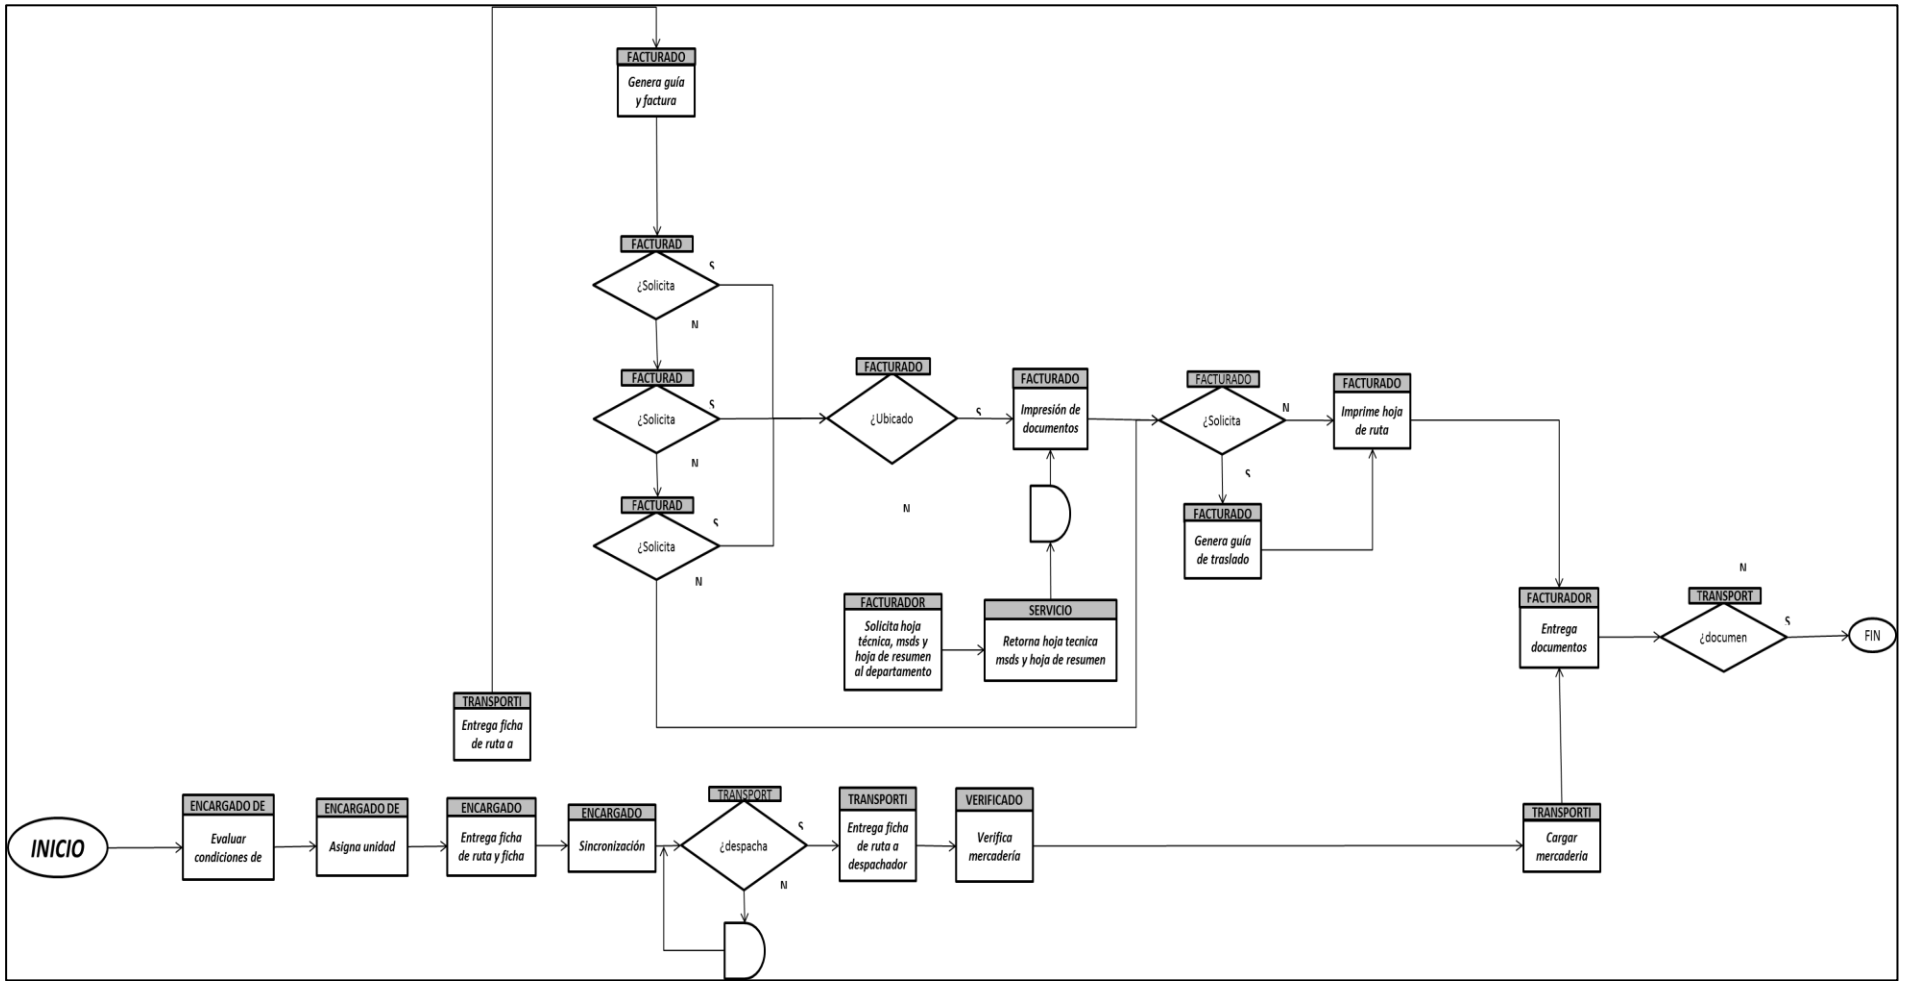 FACTURADO
Genera guía
y factura
FACTURAD
¿Solicita
S
N
FACTURAD
¿Solicita
S
N
FACTURAD
¿Solicita
S
N
FACTURADO
¿Ubicado
S
N
FACTURADO
Impresión de
documentos
FACTURADO
¿Solicita
N
S
FACTURADO
Imprime hoja
de ruta
FACTURADO
Genera guía
de traslado
FACTURADOR
Solicita hoja
técnica, msds y
hoja de resumen
al departamento
SERVICIO
Retorna hoja tecnica
msds y hoja de resumen
FACTURADOR
Entrega
documentos
N
TRANSPORT
¿documen
S
FIN
TRANSPORTI
Entrega ficha
de ruta a
INICIO
ENCARGADO DE
Evaluar
condiciones de
ENCARGADO DE
Asigna unidad
ENCARGADO
Entrega ficha
de ruta y ficha
ENCARGADO
Sincronización
TRANSPORT
¿despacha
S
N
TRANSPORTI
Entrega ficha
de ruta a
despachador
VERIFICADO
Verifica
mercadería
TRANSPORTI
Cargar
mercaderia